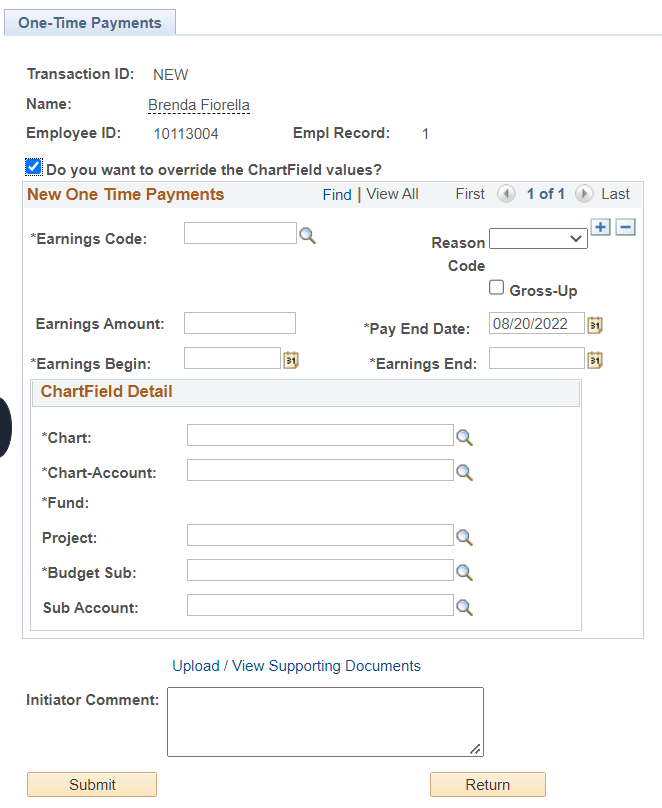 One-Time Payments
Transaction ID: NEW
Name: Brenda Fiorella
Employee ID: 10113004 Empl Record: 1
Do you want to override the ChartField values?
New One Time Payments Find | View All First 1 of 1 Last
*Earnings Code: Reason Code
Gross-Up
Earnings Amount: *Pay End Date: 08/20/2022
*Earnings Begin: *Earnings End:
ChartField Detail
*Chart:
*Chart-Account:
*Fund:
Project:
*Budget Sub:
Sub Account:
Upload / View Supporting Documents
Initiator Comment:
Submit Return